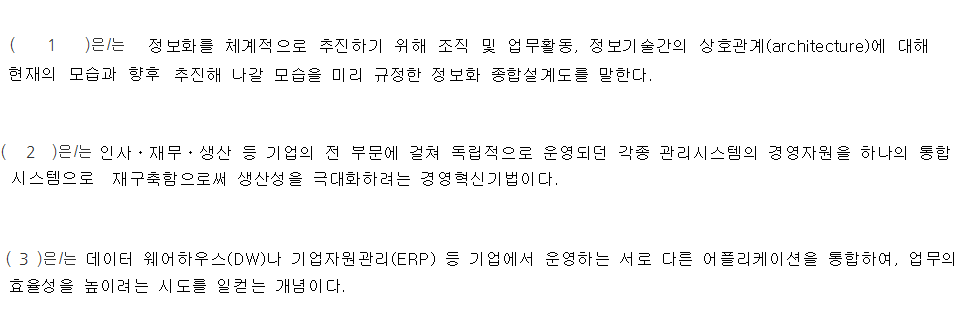 ( 1 )은/는 정보화를 체계적으로 추진하기 위해 조직 및 업무활동, 정보기술간의 상호관계(architecture)에 대해
현재의 모습과 향후 추진해 나갈 모습을 미리 규정한 정보화 종합설계도를 말한다.
( 2 )은/는 인사·재무·생산 등 기업의 전 부문에 걸쳐 독립적으로 운영되던 각종 관리시스템의 경영자원을 하나의 통합
시스템으로 재구축함으로써 생산성을 극대화하려는 경영혁신기법이다.
( 3 )은/는 데이터 웨어하우스(DW)나 기업자원관리(ERP) 등 기업에서 운영하는 서로 다른 어플리케이션을 통합하여, 업무의
효율성을 높이려는 시도를 일컫는 개념이다.